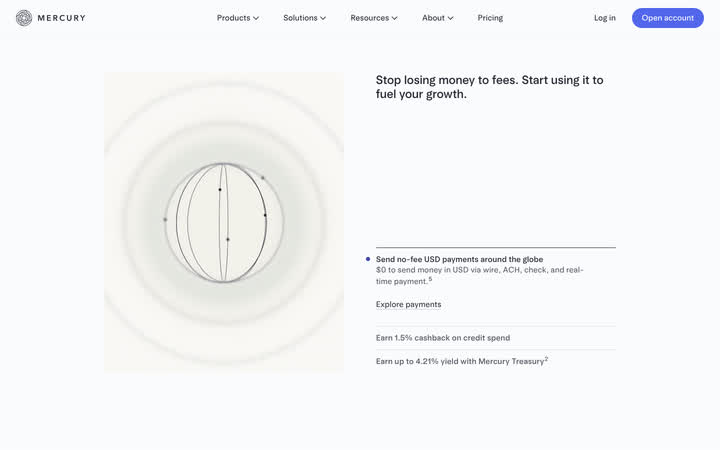 MERCURY
Products
Solutions
Resources
About
Pricing
Log in
Open account
Stop losing money to fees. Start using it to
fuel your growth.
Send no-fee USD payments around the globe
$0 to send money in USD via wire, ACH, check, and real-
time payment.5
Explore payments
Earn 1.5% cashback on credit spend
Earn up to 4.21% yield with Mercury Treasury2